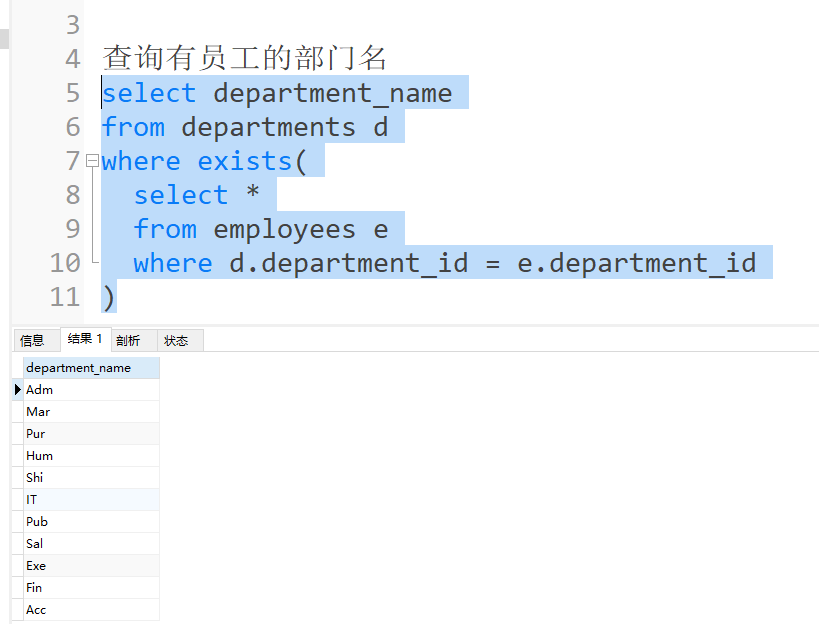 3
4 查询有员工的部门名
5 select department_name
6 from departments d
7 where exists(
8 select *
9 from employees e
10 where d.department_id = e.department_id
11 )
信息 结果 1 剖析 状态
department_name
Adm
Mar
Pur
Hum
Shi
IT
Pub
Sal
Exe
Fin
Acc